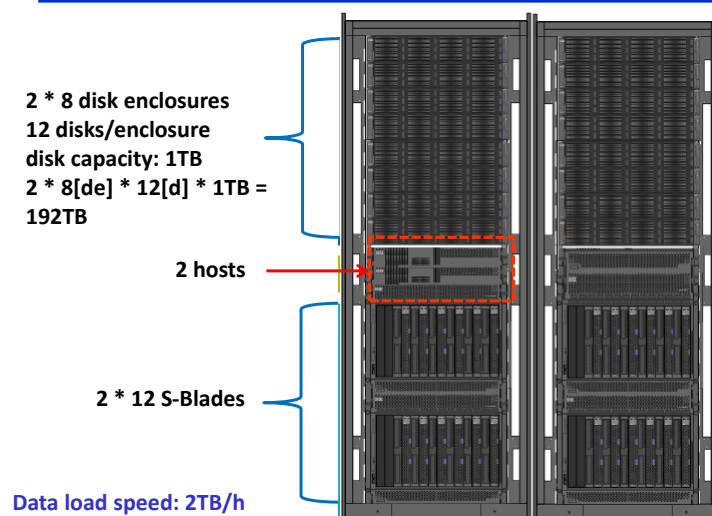 2 * 8 disk enclosures
12 disks/enclosure
disk capacity: 1TB
2 * 8[de] * 12[d] * 1TB =
192TB
2 hosts
2 * 12 S-Blades
Data load speed: 2TB/h